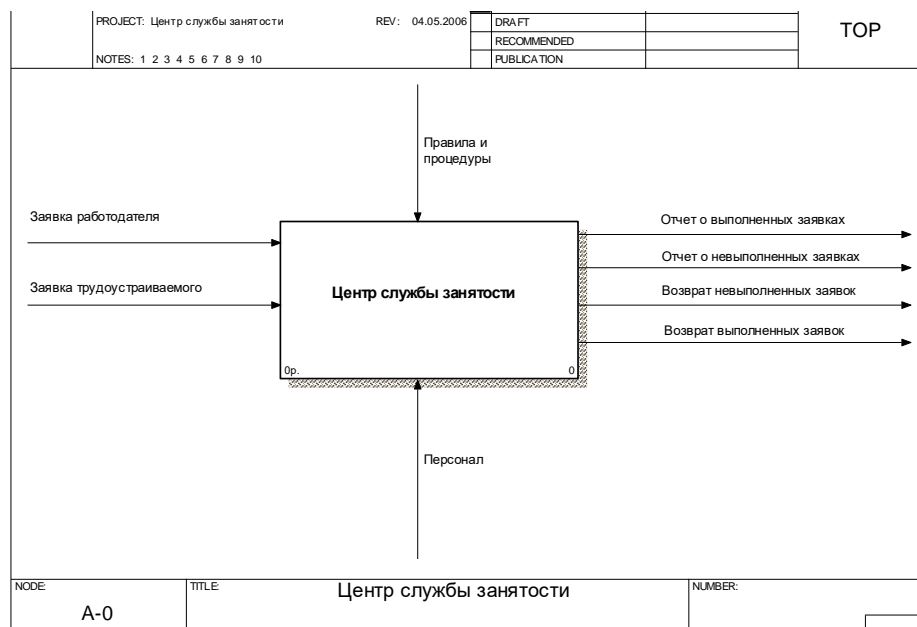 PROJECT: Центр службы занятости
REV: 04.05.2006
DRAFT
RECOMMENDED
PUBLICATION
TOP
NOTES: 1 2 3 4 5 6 7 8 9 10
Правила и
процедуры
Заявка работодателя
Заявка трудоустраиваемого
Центр службы занятости
0р.
0
Отчет о выполненных заявках
Отчет о невыполненных заявках
Возврат невыполненных заявок
Возврат выполненных заявок
Персонал
NODE:
A-0
TITLE:
Центр службы занятости
NUMBER: